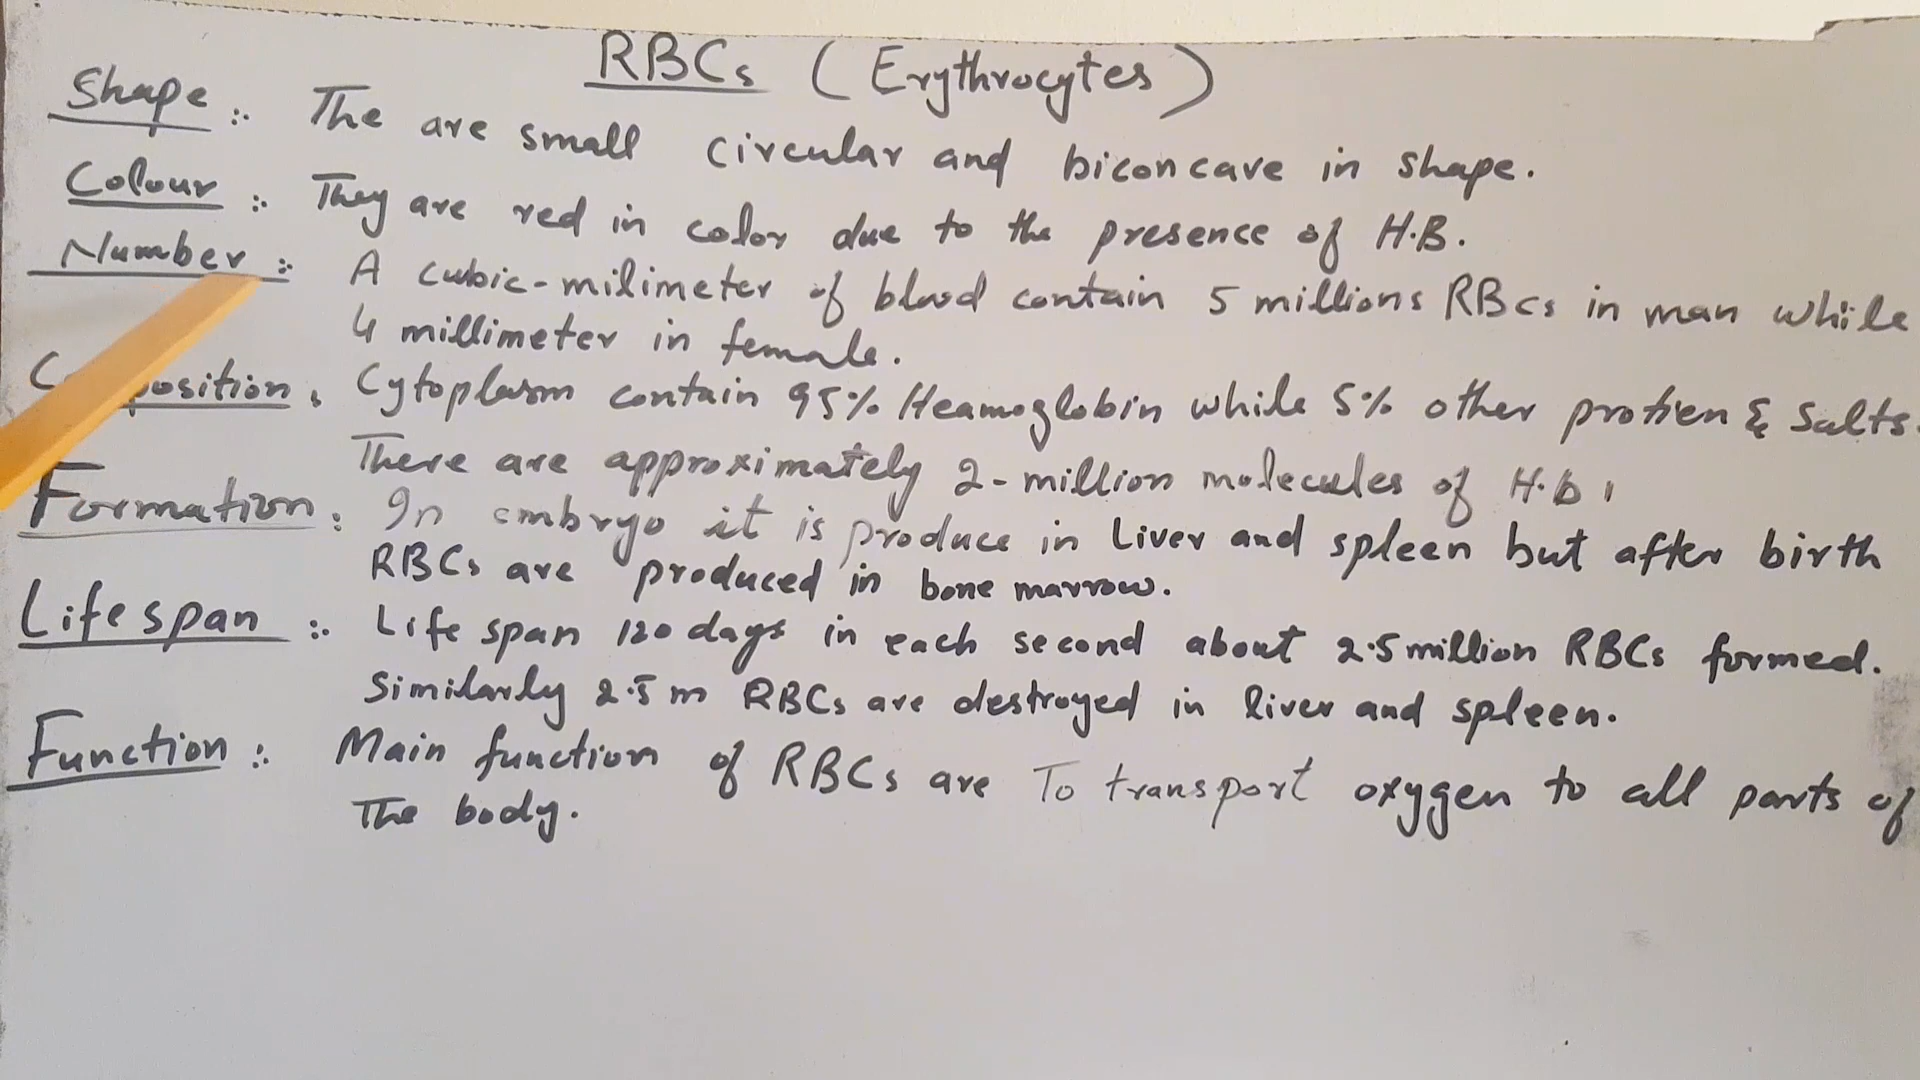 RBCs (Erythrocytes)
Shape :. The are small circular and biconcave in shape.
Colour :. They are red in color due to the presence of H.B.
Number :. A cubic-milimeter of blood contain 5 millions RBCs in man while
4 millimeter in female.
C position, Cytoplasm contain 95% Heamoglobin while 5% other protien & Salts.
There are approximately 2-million molecules of H.b.
Formation : In embryo it is produce in Liver and spleen but after birth
RBCs are produced in bone marrow.
Life span :. Life span 120 days in each second about 2.5 million RBCs formed.
Similarly 2.5 m RBCs are destroyed in liver and spleen.
Function :. Main function of RBCs are To transport oxygen to all parts of
The body.